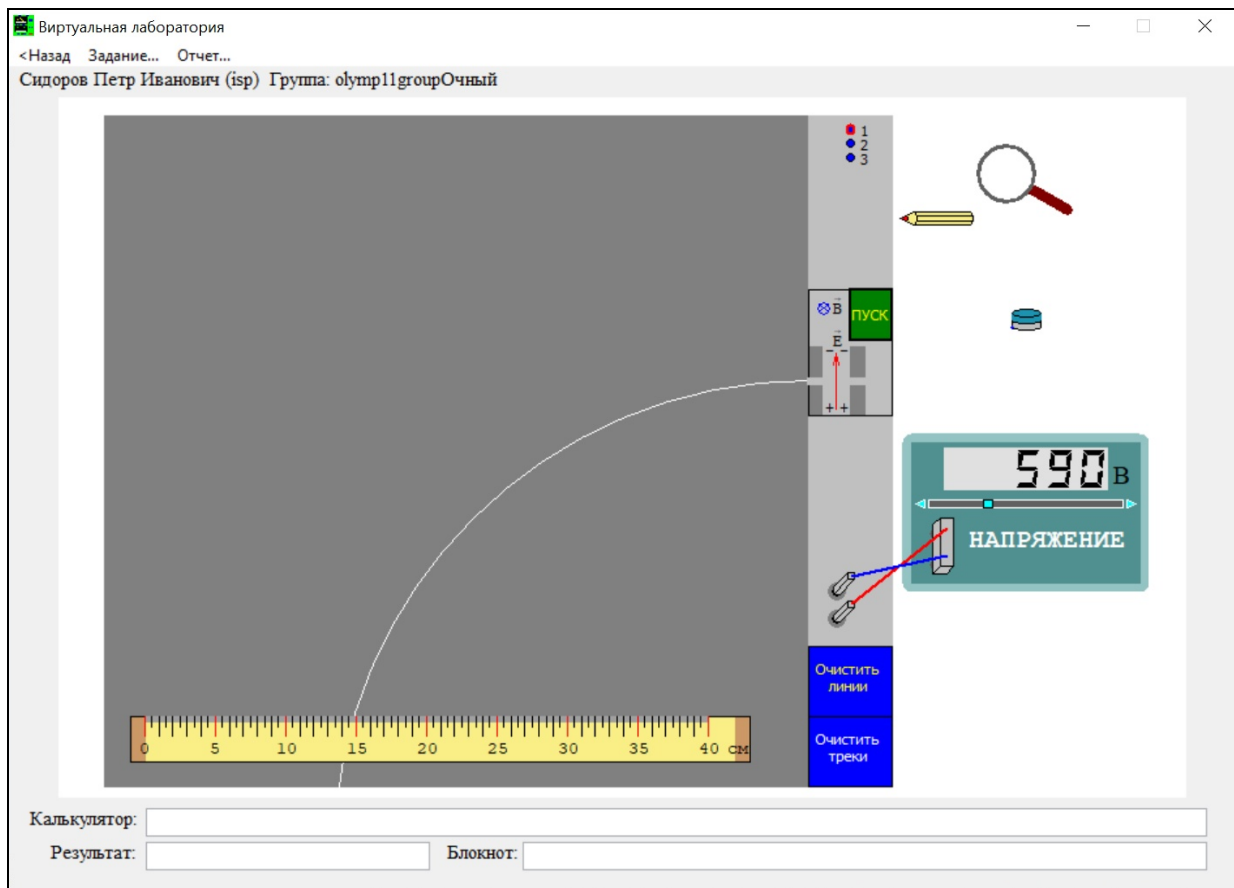 Виртуальная лаборатория
<Назад Задание... Отчет...
Сидоров Петр Иванович (isp) Группа: olymp11groupОчный
1
2
3
B
ПУСК
E
- -
+ +
590 В
НАПРЯЖЕНИЕ
Очистить
линии
Очистить
треки
0 5 10 15 20 25 30 35 40 см
Калькулятор:
Результат: Блокнот: